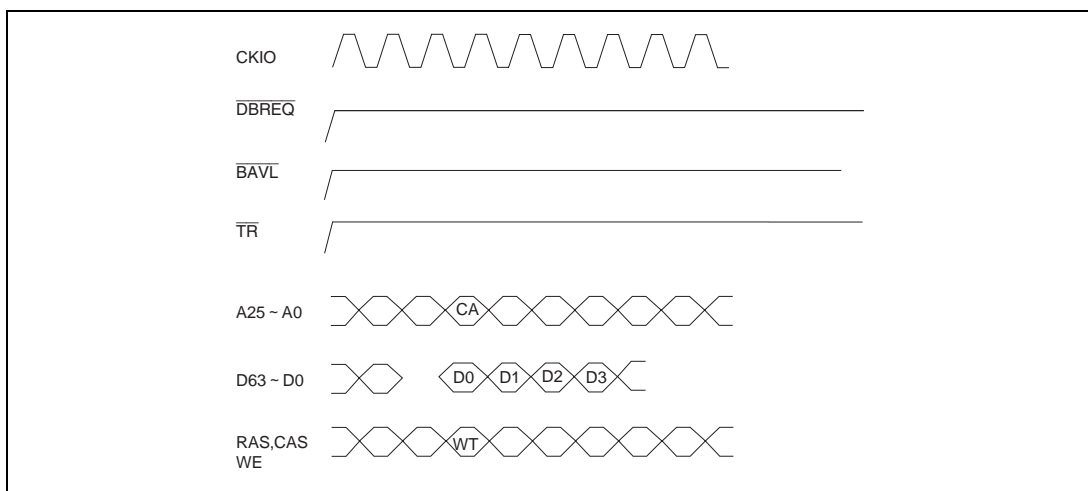 CKIO
DBREQ
BAVL
TR
A25 ~ A0
CA
D63 ~ D0
D0 D1 D2 D3
RAS,CAS
WE
WT